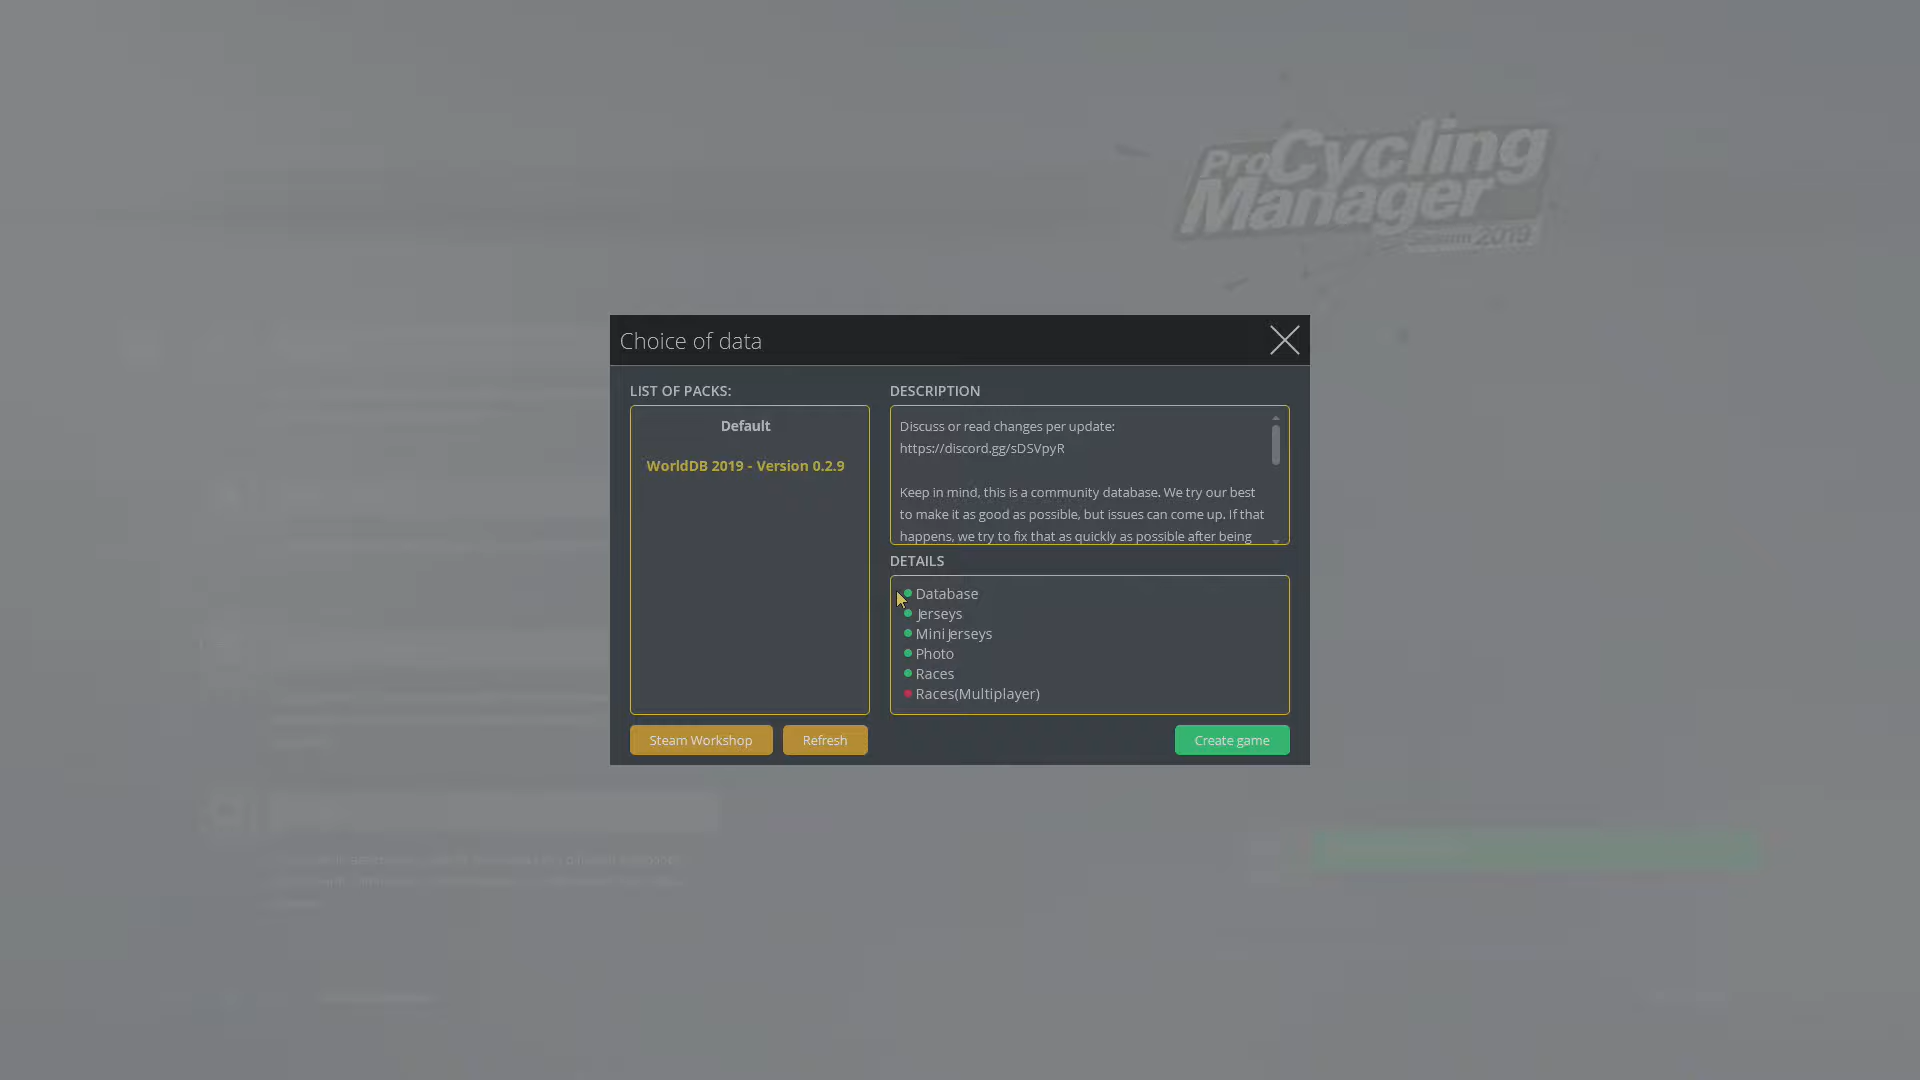 Pro Cycling
Manager
Season 2019
Choice of data
LIST OF PACKS:
Default
WorldDB 2019 - Version 0.2.9
DESCRIPTION
Discuss or read changes per update:
https://discord.gg/sDSVpyR
Keep in mind, this is a community database. We try our best
to make it as good as possible, but issues can come up. If that
happens, we try to fix that as quickly as possible after being
DETAILS
Database
Jerseys
Mini Jerseys
Photo
Races
Races(Multiplayer)
Steam Workshop
Refresh
Create game